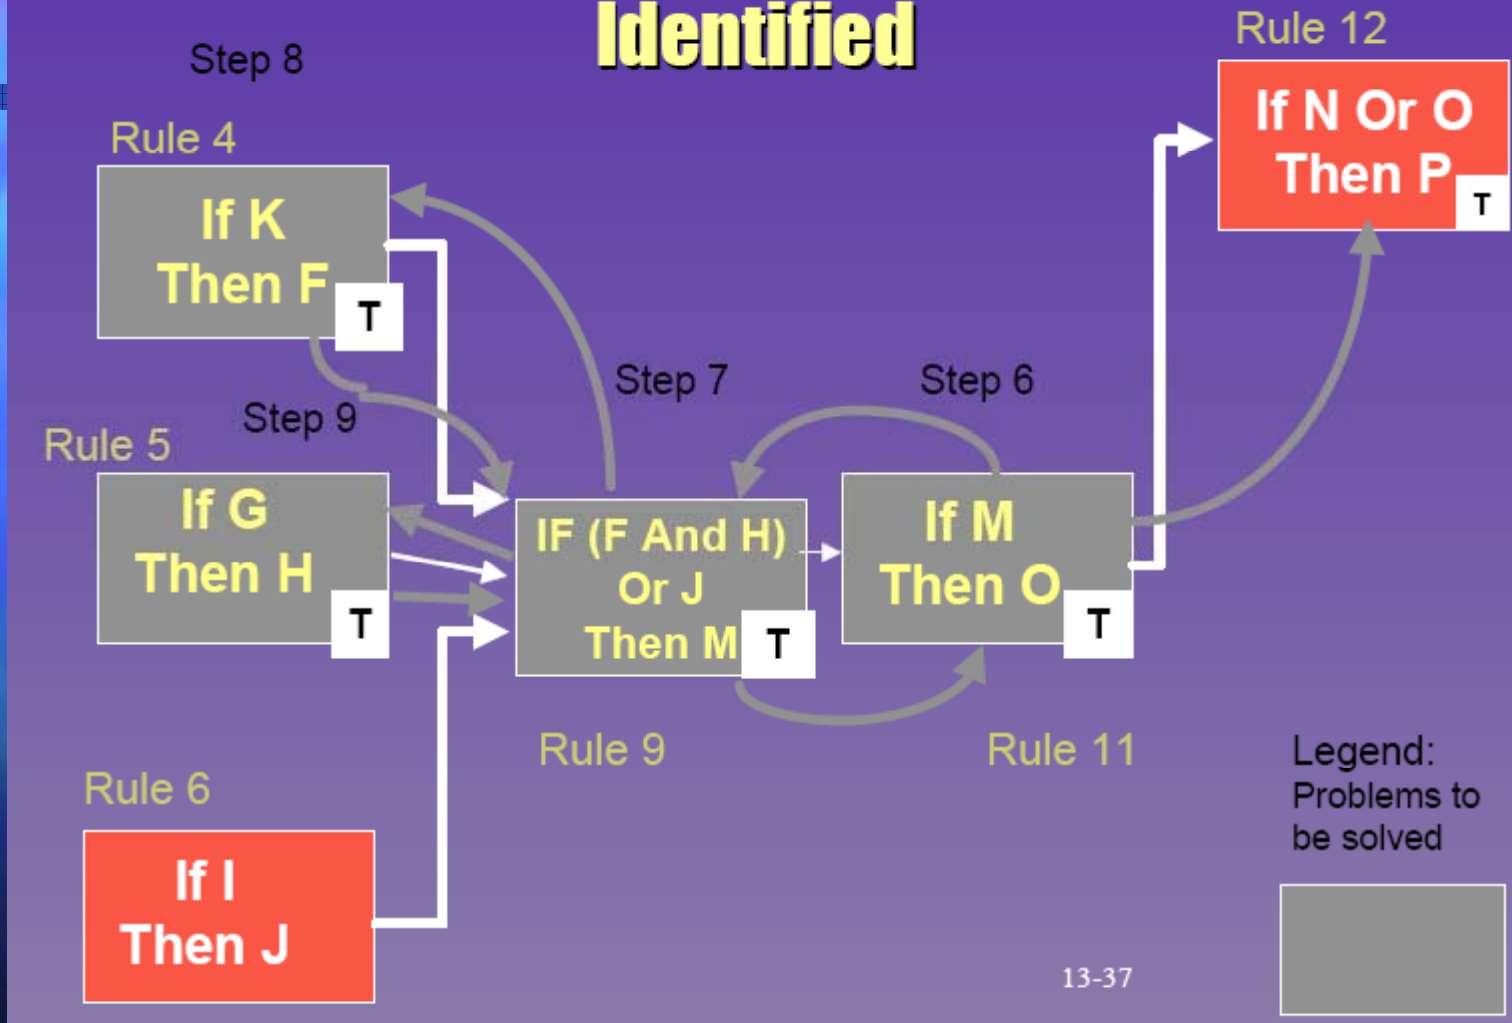 Identified
Step 8
Rule 12
If N Or O
Then P
T
Rule 4
If K
Then F
T
Step 7
Step 6
Step 9
Rule 5
If G
Then H
T
IF (F And H)
Or J
Then M
T
If M
Then O
T
Rule 9
Rule 11
Legend:
Problems to
be solved
Rule 6
If I
Then J
13-37